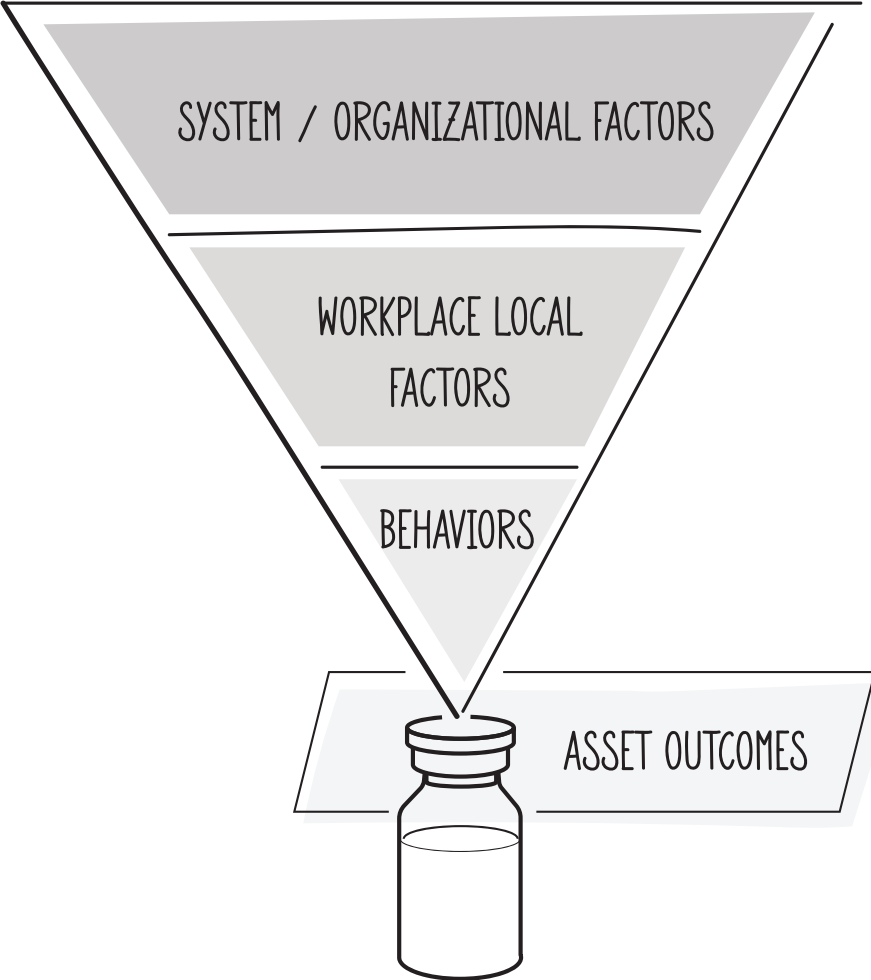 SYSTEM / ORGANIZATIONAL FACTORS
WORKPLACE LOCAL
FACTORS
BEHAVIORS
ASSET OUTCOMES